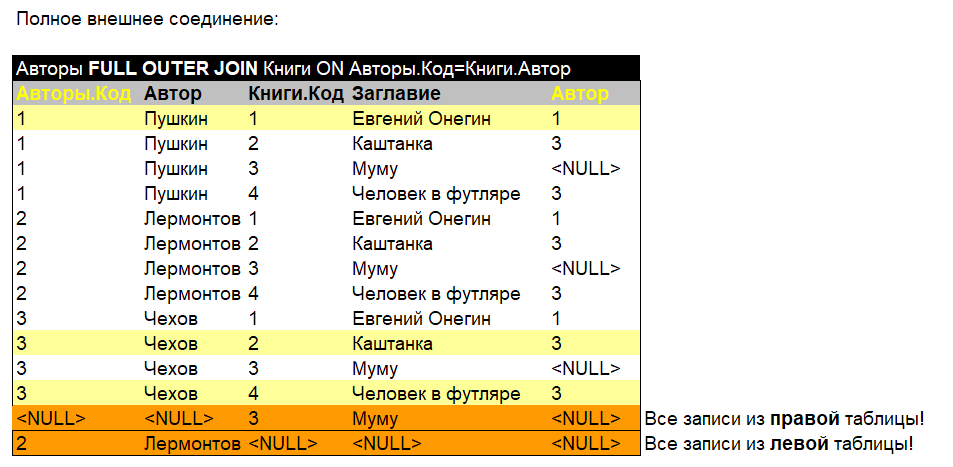 Полное внешнее соединение:
Авторы FULL OUTER JOIN Книги ON Авторы.Код=Книги.Автор
Авторы.Код Автор Книги.Код Заглавие Автор
1 Пушкин 1 Евгений Онегин 1
1 Пушкин 2 Каштанка 3
1 Пушкин 3 Муму <NULL>
1 Пушкин 4 Человек в футляре 3
2 Лермонтов 1 Евгений Онегин 1
2 Лермонтов 2 Каштанка 3
2 Лермонтов 3 Муму <NULL>
2 Лермонтов 4 Человек в футляре 3
3 Чехов 1 Евгений Онегин 1
3 Чехов 2 Каштанка 3
3 Чехов 3 Муму <NULL>
3 Чехов 4 Человек в футляре 3
<NULL> <NULL> 3 Муму <NULL> Все записи из правой таблицы!
2 Лермонтов <NULL> <NULL> <NULL> Все записи из левой таблицы!